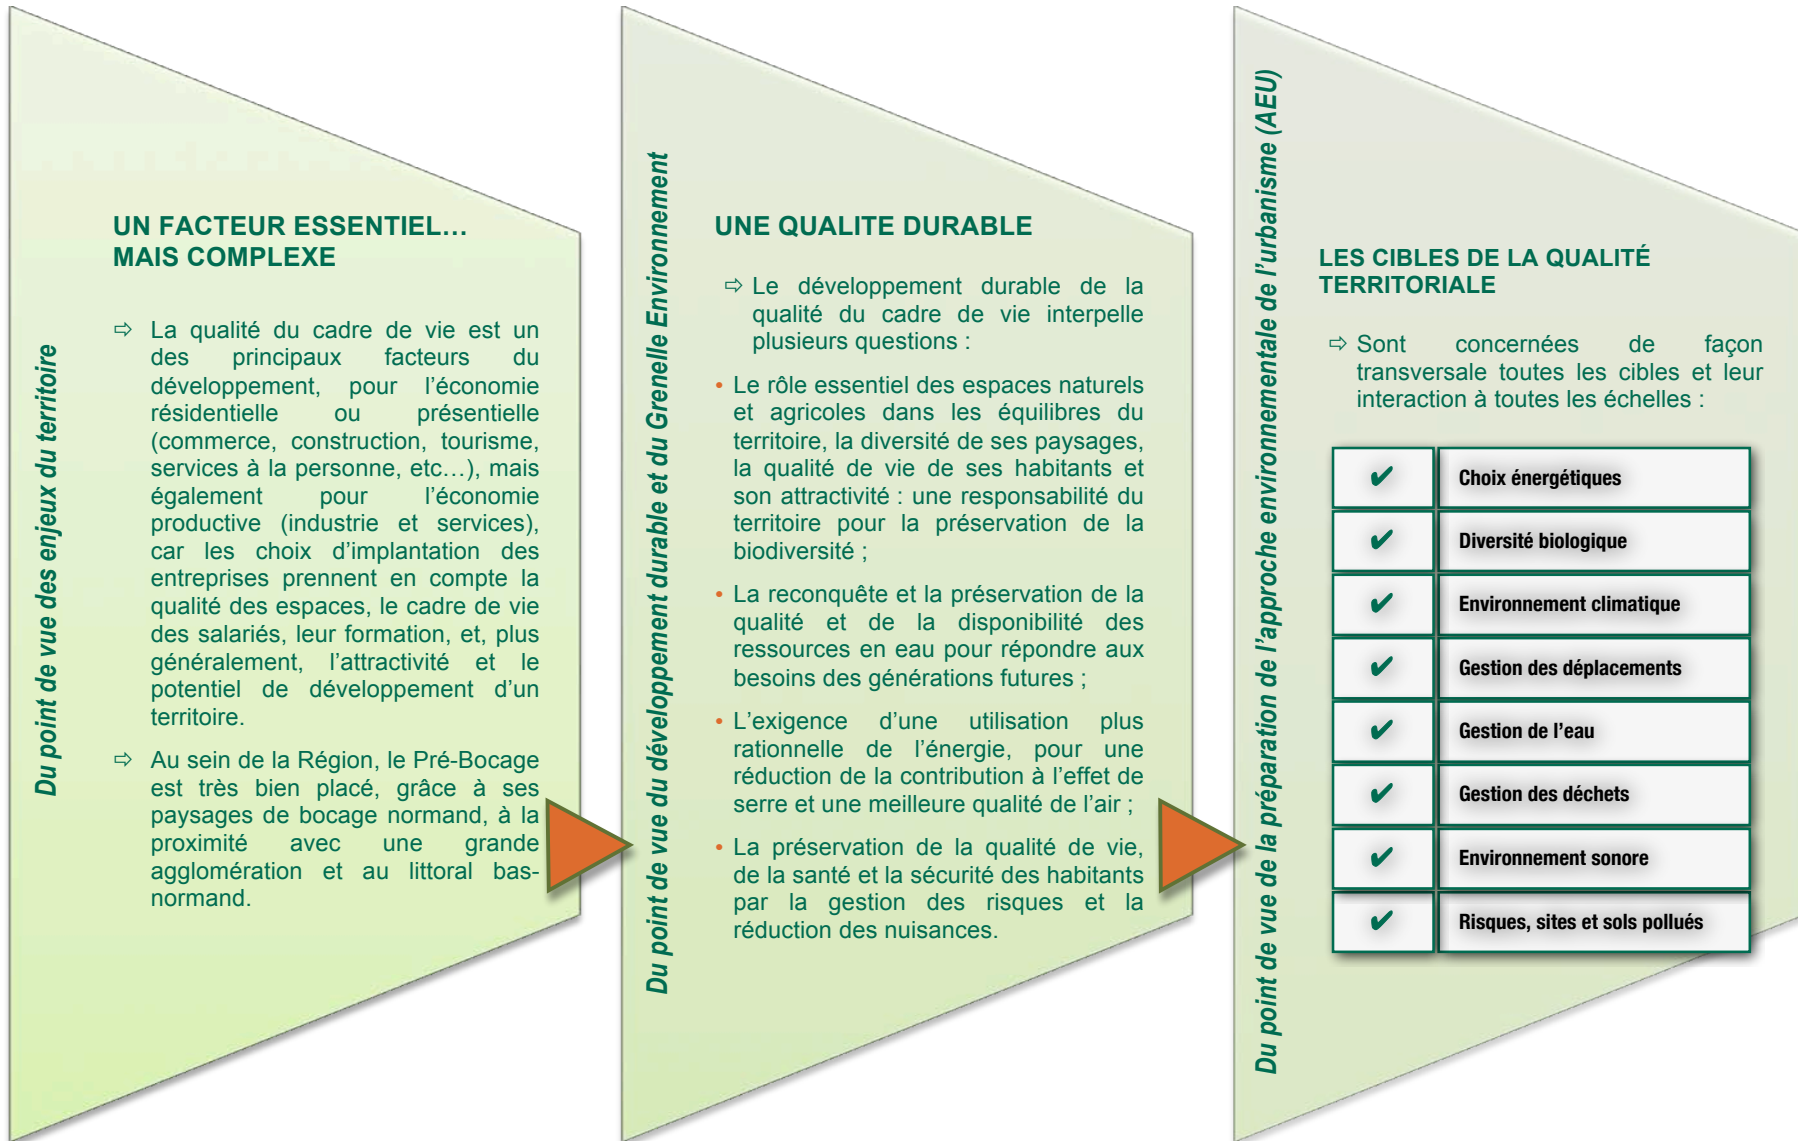 Du point de vue des enjeux du territoire
UN FACTEUR ESSENTIEL…
MAIS COMPLEXE
⇨ La qualité du cadre de vie est un
des principaux facteurs du
développement, pour l’économie
résidentielle ou présentielle
(commerce, construction, tourisme,
services à la personne, etc…), mais
également pour l’économie
productive (industrie et services),
car les choix d’implantation des
entreprises prennent en compte la
qualité des espaces, le cadre de vie
des salariés, leur formation, et, plus
généralement, l’attractivité et le
potentiel de développement d’un
territoire.
⇨ Au sein de la Région, le Pré-Bocage
est très bien placé, grâce à ses
paysages de bocage normand, à la
proximité avec une grande
agglomération et au littoral bas-
normand.
Du point de vue du développement durable et du Grenelle Environnement
UNE QUALITE DURABLE
⇨ Le développement durable de la
qualité du cadre de vie interpelle
plusieurs questions :
• Le rôle essentiel des espaces naturels
et agricoles dans les équilibres du
territoire, la diversité de ses paysages,
la qualité de vie de ses habitants et
son attractivité : une responsabilité du
territoire pour la préservation de la
biodiversité ;
• La reconquête et la préservation de la
qualité et de la disponibilité des
ressources en eau pour répondre aux
besoins des générations futures ;
• L’exigence d’une utilisation plus
rationnelle de l’énergie, pour une
réduction de la contribution à l’effet de
serre et une meilleure qualité de l’air ;
• La préservation de la qualité de vie,
de la santé et la sécurité des habitants
par la gestion des risques et la
réduction des nuisances.
Du point de vue de la préparation de l’approche environnementale de l’urbanisme (AEU)
LES CIBLES DE LA QUALITÉ
TERRITORIALE
⇨ Sont concernées de façon
transversale toutes les cibles et leur
interaction à toutes les échelles :
✔ Choix énergétiques
✔ Diversité biologique
✔ Environnement climatique
✔ Gestion des déplacements
✔ Gestion de l’eau
✔ Gestion des déchets
✔ Environnement sonore
✔ Risques, sites et sols pollués